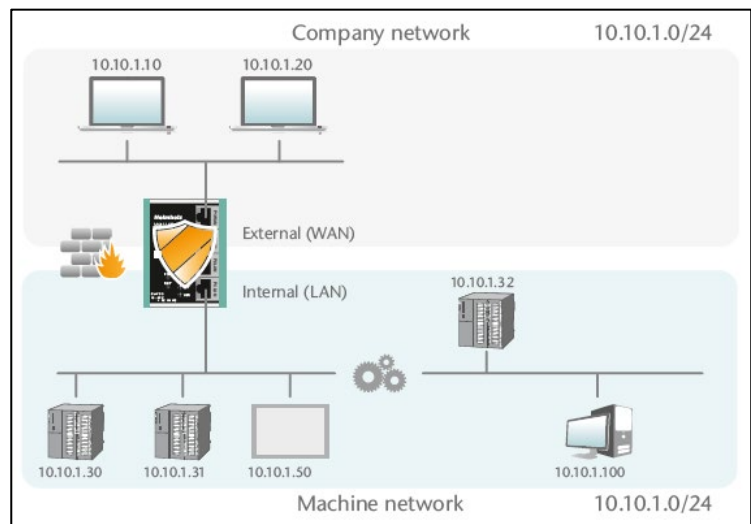 Company network 10.10.1.0/24
10.10.1.10 10.10.1.20
Helmholz
External (WAN)
Internal (LAN)
10.10.1.32
10.10.1.30 10.10.1.31 10.10.1.50 10.10.1.100
Machine network 10.10.1.0/24